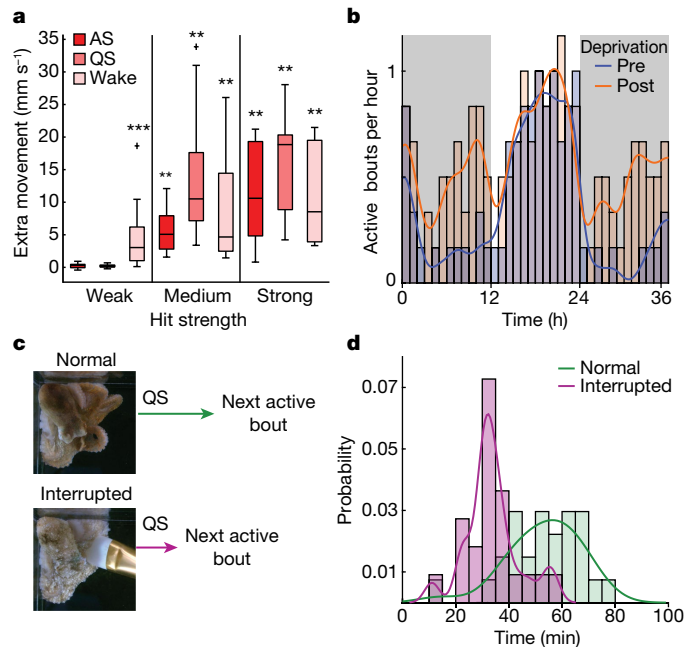 a
Extra movement (mm s⁻¹)
35
30
25
20
15
10
5
0
AS
QS
Wake
***
**
**
**
**
**
**
Weak
Medium
Strong
Hit strength
b
Active bouts per hour
1
0
Deprivation
Pre
Post
0
12
24
36
Time (h)
c
Normal
QS
Next active
bout
Interrupted
QS
Next active
bout
d
Probability
0.07
0.05
0.03
0.01
Normal
Interrupted
0
20
40
60
80
100
Time (min)